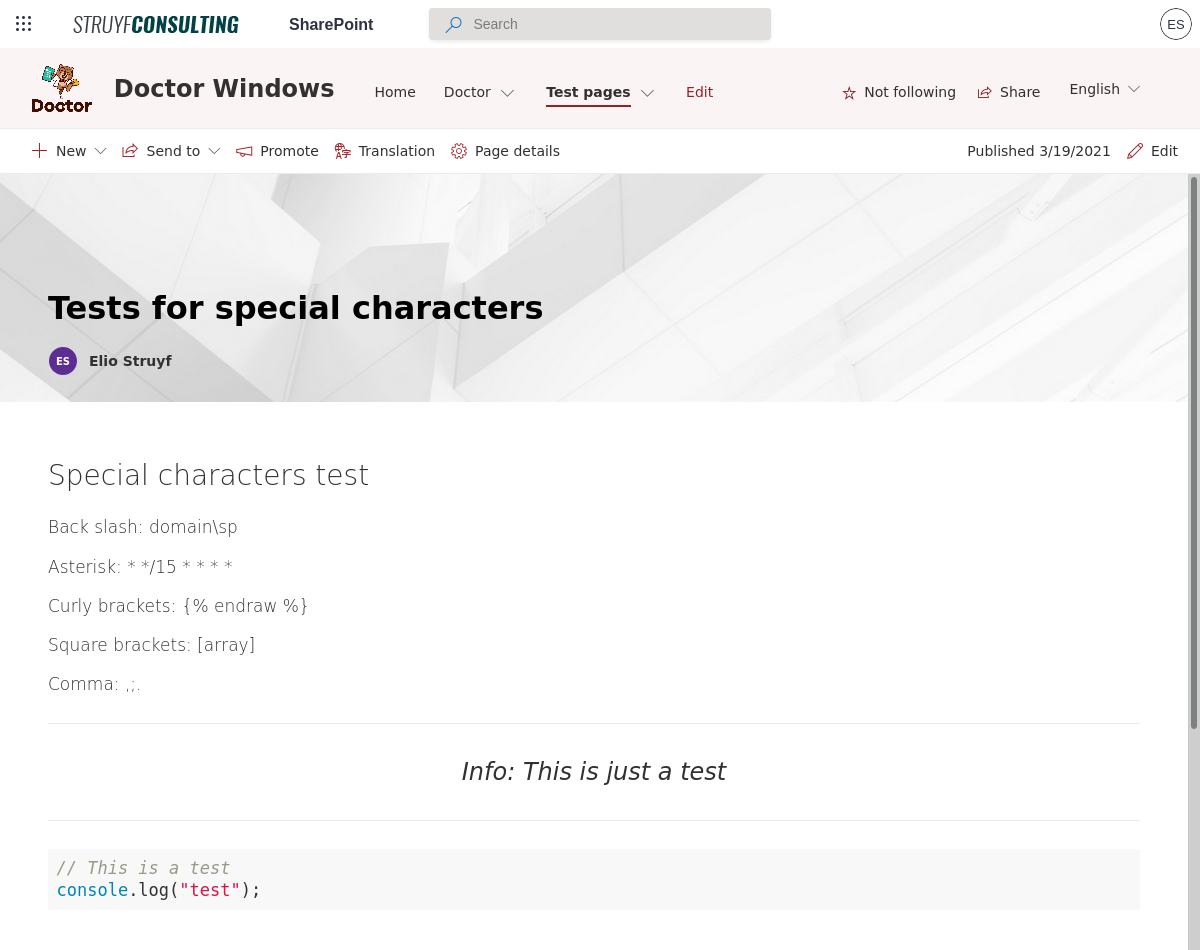 STRUYFCONSULTING SharePoint Search ES
Doctor
Doctor Windows Home Doctor Test pages Edit Not following Share English
New Send to Promote Translation Page details Published 3/19/2021 Edit
Tests for special characters
ES Elio Struyf
Special characters test
Back slash: domain\sp
Asterisk: * */15 * * * *
Curly brackets: {% endraw %}
Square brackets: [array]
Comma: ,;.
Info: This is just a test
// This is a test
console.log("test");